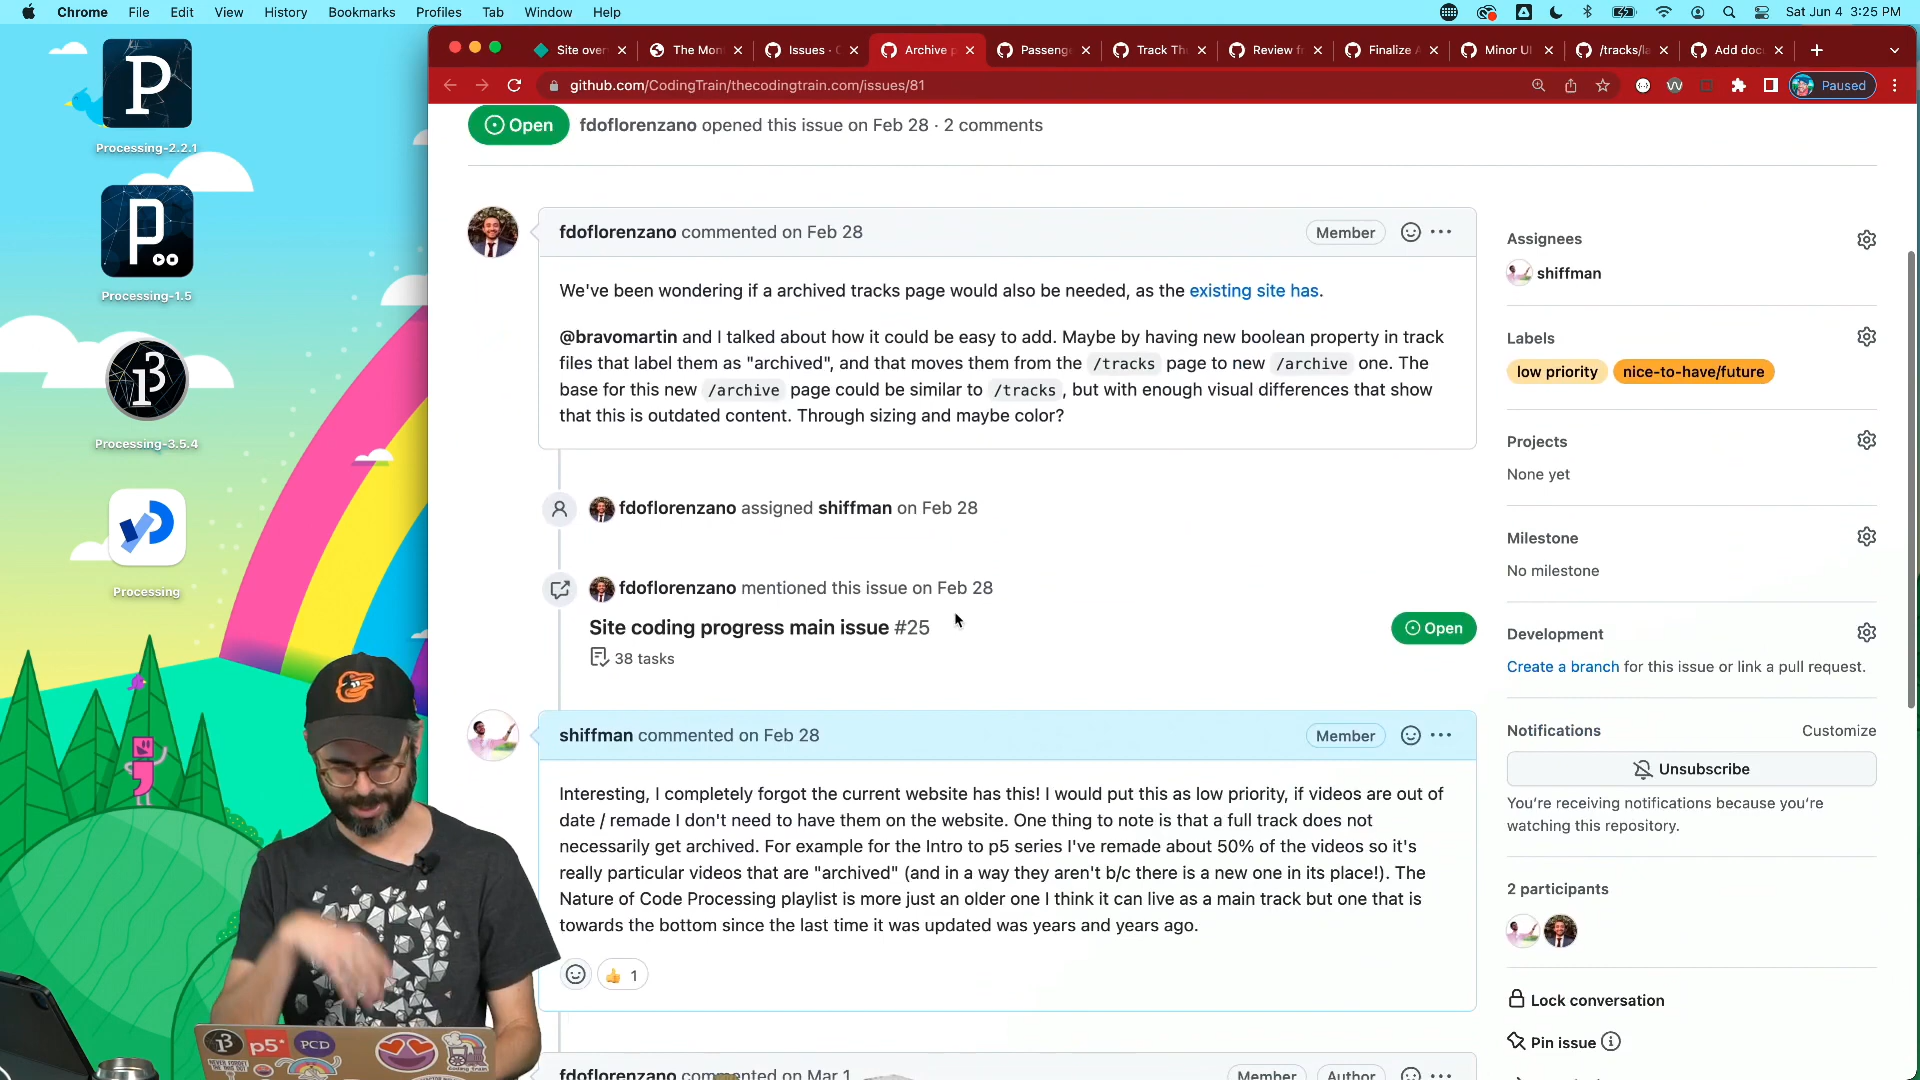 Chrome File Edit View History Bookmarks Profiles Tab Window Help Sat Jun 4 3:25 PM
Site over The Mon Issues · Archive p Passenge Track Th Review f Finalize Minor UI /tracks/la Add doc
github.com/CodingTrain/thecodingtrain.com/issues/81 Paused
Processing-2.2.1
Processing-1.5
Processing-3.5.4
Processing
Open fdoflorenzano opened this issue on Feb 28 · 2 comments
fdoflorenzano commented on Feb 28 Member
We've been wondering if a archived tracks page would also be needed, as the existing site has.
@bravomartin and I talked about how it could be easy to add. Maybe by having new boolean property in track
files that label them as "archived", and that moves them from the /tracks page to new /archive one. The
base for this new /archive page could be similar to /tracks , but with enough visual differences that show
that this is outdated content. Through sizing and maybe color?
fdoflorenzano assigned shiffman on Feb 28
fdoflorenzano mentioned this issue on Feb 28
Site coding progress main issue #25
Open
38 tasks
shiffman commented on Feb 28 Member
Interesting, I completely forgot the current website has this! I would put this as low priority, if videos are out of
date / remade I don't need to have them on the website. One thing to note is that a full track does not
necessarily get archived. For example for the Intro to p5 series I've remade about 50% of the videos so it's
really particular videos that are "archived" (and in a way they aren't b/c there is a new one in its place!). The
Nature of Code Processing playlist is more just an older one I think it can live as a main track but one that is
towards the bottom since the last time it was updated was years and years ago.
1
fdoflorenzano commented on Mar 1 Member Author
Assignees
shiffman
Labels
low priority nice-to-have/future
Projects
None yet
Milestone
No milestone
Development
Create a branch for this issue or link a pull request.
Notifications Customize
Unsubscribe
You're receiving notifications because you're
watching this repository.
2 participants
Lock conversation
Pin issue
p5*
PCD